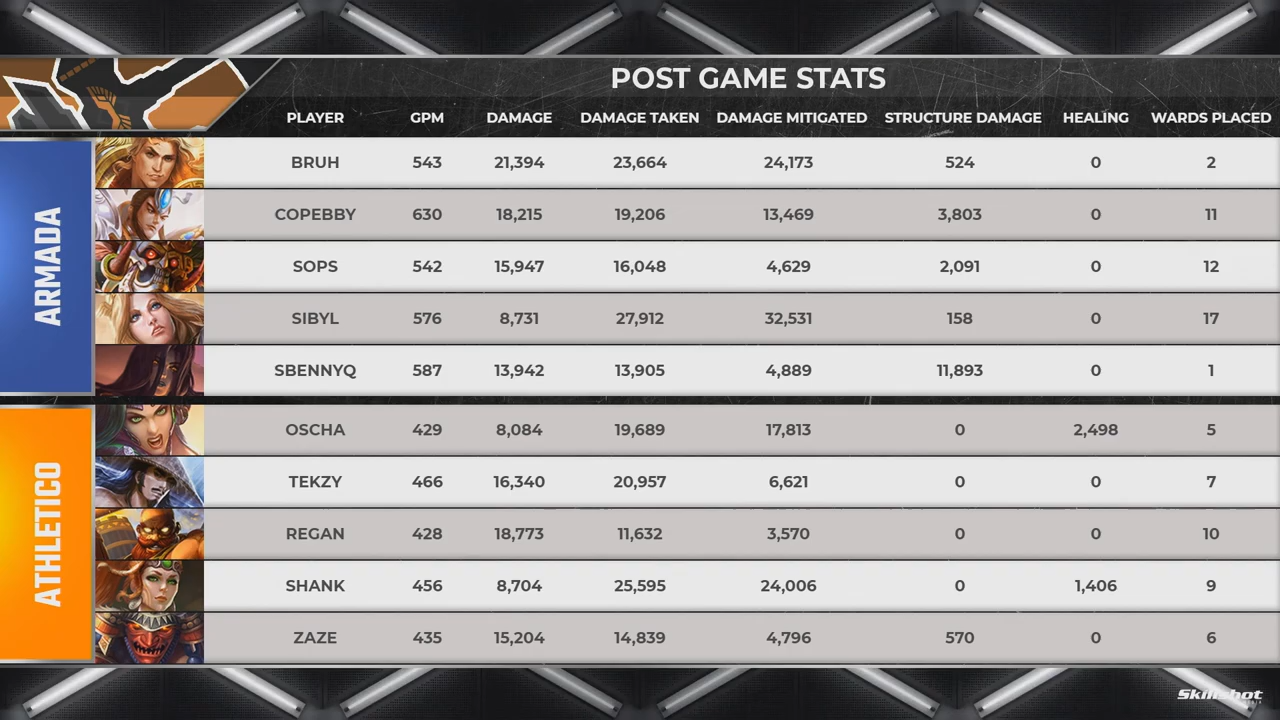 POST GAME STATS
PLAYER GPM DAMAGE DAMAGE TAKEN DAMAGE MITIGATED STRUCTURE DAMAGE HEALING WARDS PLACED
ARMADA
BRUH 543 21,394 23,664 24,173 524 0 2
COPEBBY 630 18,215 19,206 13,469 3,803 0 11
SOPS 542 15,947 16,048 4,629 2,091 0 12
SIBYL 576 8,731 27,912 32,531 158 0 17
SBENNYQ 587 13,942 13,905 4,889 11,893 0 1
ATHLETICO
OSCHA 429 8,084 19,689 17,813 0 2,498 5
TEKZY 466 16,340 20,957 6,621 0 0 7
REGAN 428 18,773 11,632 3,570 0 0 10
SHANK 456 8,704 25,595 24,006 0 1,406 9
ZAZE 435 15,204 14,839 4,796 570 0 6
Skillshot